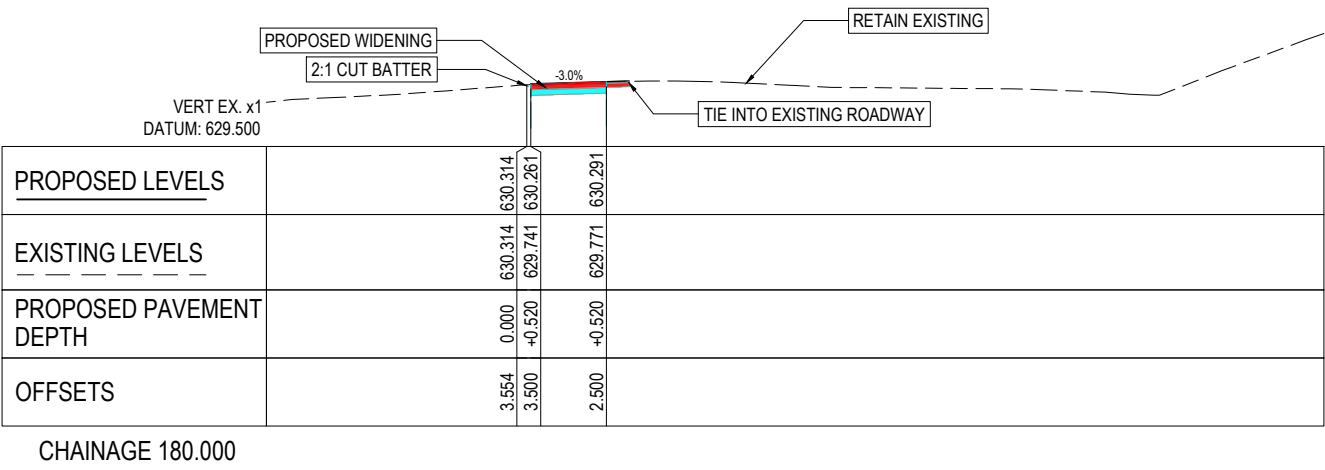 RETAIN EXISTING
PROPOSED WIDENING
2:1 CUT BATTER
-3.0%
VERT EX. x1
DATUM: 629.500
TIE INTO EXISTING ROADWAY
PROPOSED LEVELS
630.314
630.261
630.291
EXISTING LEVELS
630.314
629.741
629.771
PROPOSED PAVEMENT
DEPTH
0.000
+0.520
+0.520
OFFSETS
3.554
3.500
2.500
CHAINAGE 180.000